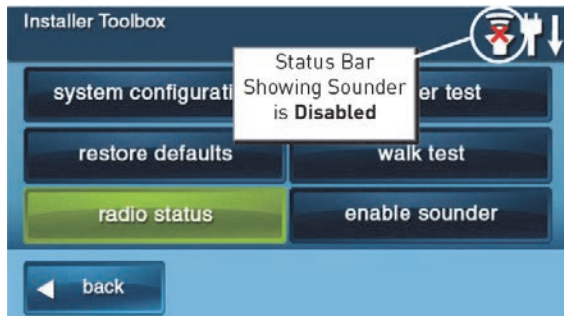 Installer Toolbox
Status Bar
Showing Sounder
is Disabled
system configurati
er test
restore defaults
walk test
radio status
enable sounder
back